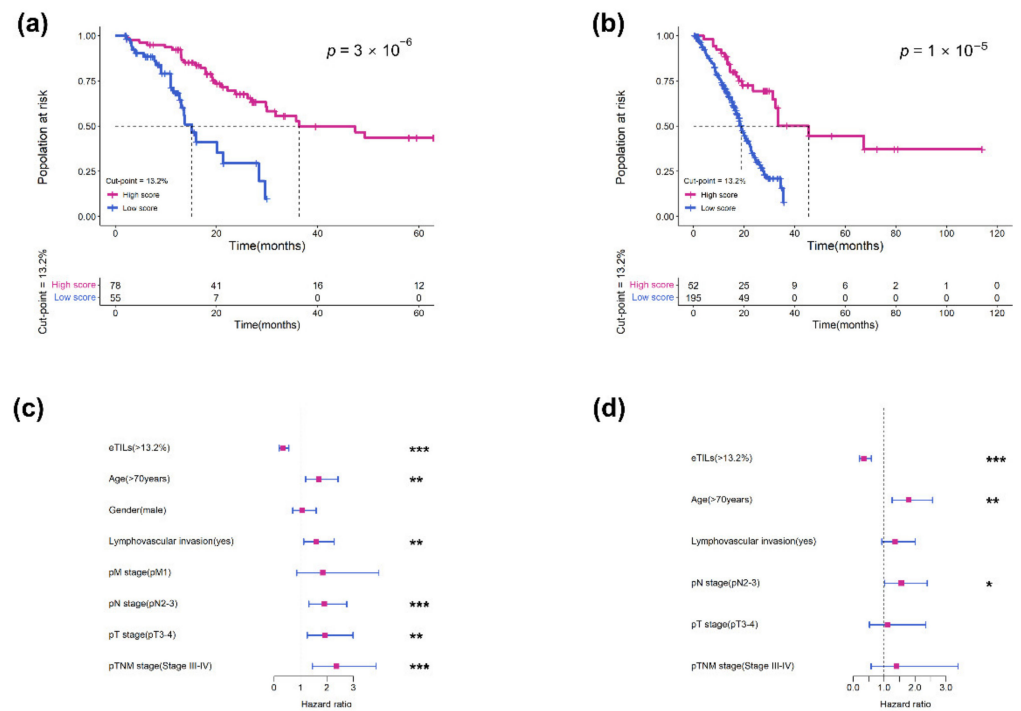 (a)
1.00
0.75
0.50
0.25
0.00
Popolation at risk
p = 3 × 10⁻⁶
Cut-point = 13.2%
High score
Low score
0 20 40 60
Time(months)
Cut-point = 13.2%
High score 78 41 16 12
Low score 55 7 0 0
0 20 40 60
Time(months)
(b)
1.00
0.75
0.50
0.25
0.00
Popolation at risk
p = 1 × 10⁻⁵
Cut-point = 13.2%
High score
Low score
0 20 40 60 80 100 120
Time(months)
Cut-point = 13.2%
High score 52 25 9 6 2 1 0
Low score 195 49 0 0 0 0 0
0 20 40 60 80 100 120
Time(months)
(c)
eTILs(>13.2%) ***
Age(>70years) **
Gender(male)
Lymphovascular invasion(yes) **
pM stage(pM1)
pN stage(pN2-3) ***
pT stage(pT3-4) **
pTNM stage(Stage III-IV) ***
0 1 2 3
Hazard ratio
(d)
eTILs(>13.2%) ***
Age(>70years) **
Lymphovascular invasion(yes)
pN stage(pN2-3) *
pT stage(pT3-4)
pTNM stage(Stage III-IV)
0.0 1.0 2.0 3.0
Hazard ratio